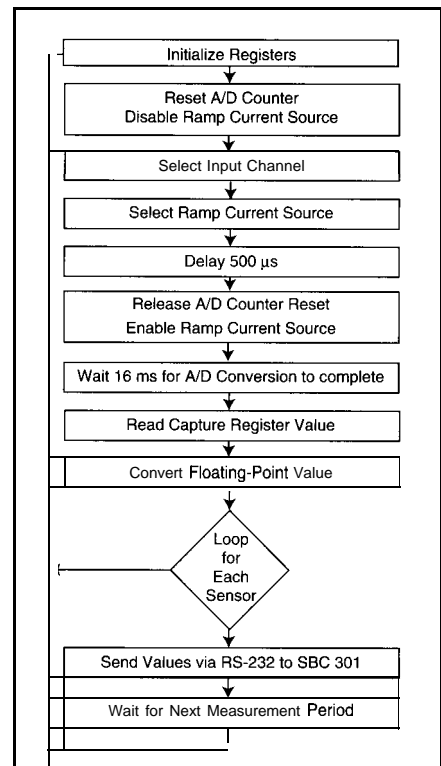 Initialize Registers
Reset A/D Counter
Disable Ramp Current Source
Select Input Channel
Select Ramp Current Source
Delay 500 µs
Release A/D Counter Reset
Enable Ramp Current Source
Wait 16 ms for A/D Conversion to complete
Read Capture Register Value
Convert Floating-Point Value
Loop
for
Each
Sensor
Send Values via RS-232 to SBC 301
Wait for Next Measurement Period